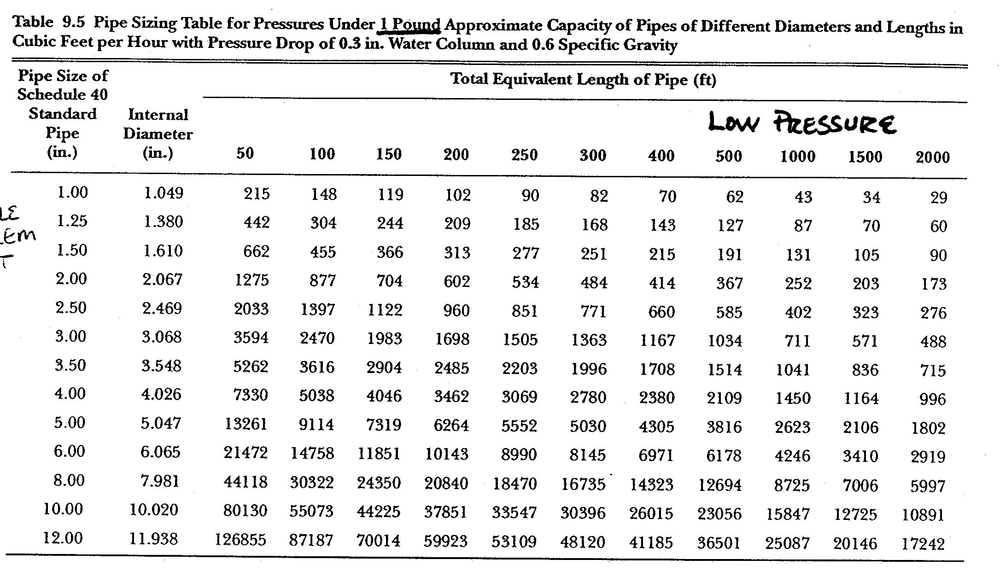 Table 9.5 Pipe Sizing Table for Pressures Under 1 Pound Approximate Capacity of Pipes of Different Diameters and Lengths in
Cubic Feet per Hour with Pressure Drop of 0.3 in. Water Column and 0.6 Specific Gravity
Pipe Size of
Schedule 40
Standard
Pipe
(in.)
Internal
Diameter
(in.)
Total Equivalent Length of Pipe (ft)
LOW PRESSURE
50 100 150 200 250 300 400 500 1000 1500 2000
1.00 1.049 215 148 119 102 90 82 70 62 43 34 29
LE
1.25 1.380 442 304 244 209 185 168 143 127 87 70 60
EM
1.50 1.610 662 455 366 313 277 251 215 191 131 105 90
T
2.00 2.067 1275 877 704 602 534 484 414 367 252 203 173
2.50 2.469 2033 1397 1122 960 851 771 660 585 402 323 276
3.00 3.068 3594 2470 1983 1698 1505 1363 1167 1034 711 571 488
3.50 3.548 5262 3616 2904 2485 2203 1996 1708 1514 1041 836 715
4.00 4.026 7330 5038 4046 3462 3069 2780 2380 2109 1450 1164 996
5.00 5.047 13261 9114 7319 6264 5552 5030 4305 3816 2623 2106 1802
6.00 6.065 21472 14758 11851 10143 8990 8145 6971 6178 4246 3410 2919
8.00 7.981 44118 30322 24350 20840 18470 16735 14323 12694 8725 7006 5997
10.00 10.020 80130 55073 44225 37851 33547 30396 26015 23056 15847 12725 10891
12.00 11.938 126855 87187 70014 59923 53109 48120 41185 36501 25087 20146 17242